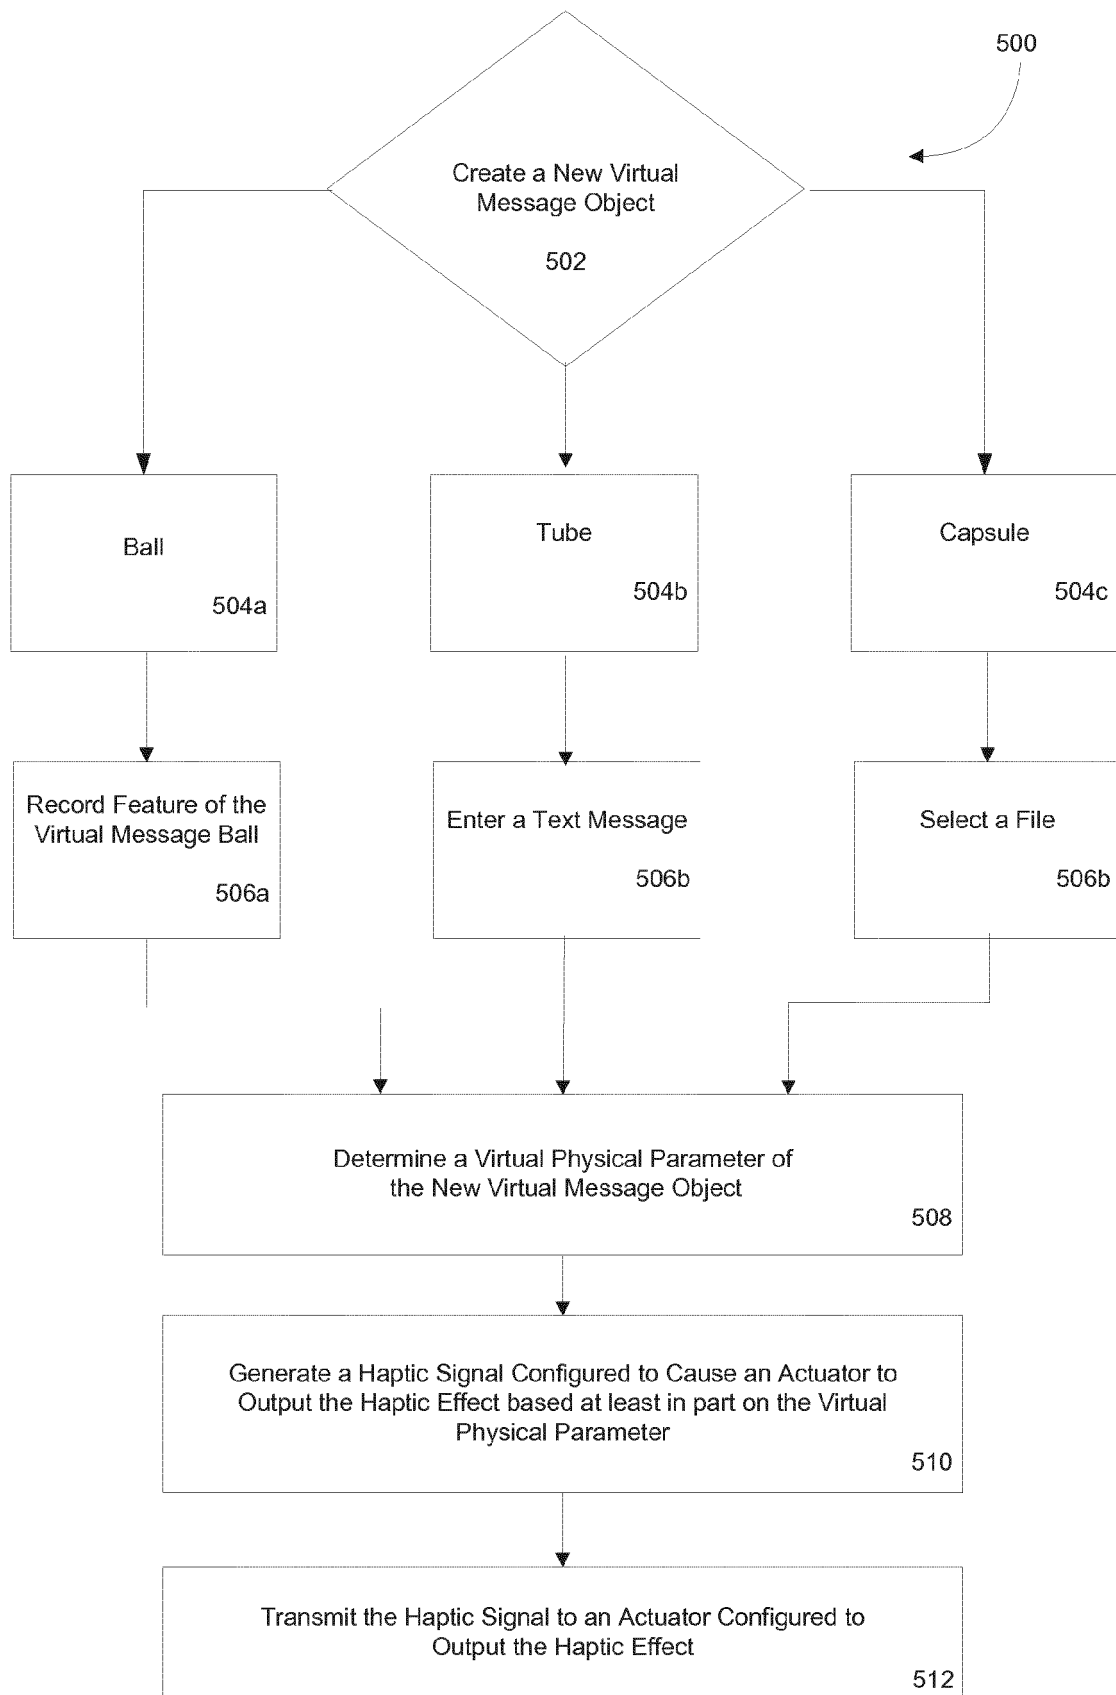 500
Create a New Virtual
Message Object
502
Ball
504a
Tube
504b
Capsule
504c
Record Feature of the
Virtual Message Ball
506a
Enter a Text Message
506b
Select a File
506b
Determine a Virtual Physical Parameter of
the New Virtual Message Object
508
Generate a Haptic Signal Configured to Cause an Actuator to
Output the Haptic Effect based at least in part on the Virtual
Physical Parameter
510
Transmit the Haptic Signal to an Actuator Configured to
Output the Haptic Effect
512